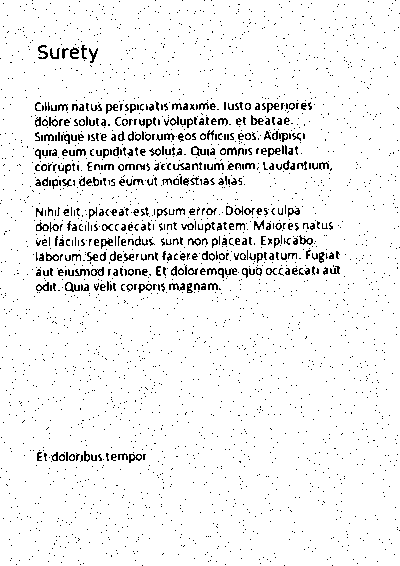 Surety
Cillum natus perspiciatis maxime. Iusto asperiores
dolore soluta. Corrupti voluptatem. et beatae.
Similique iste ad dolorum eos officiis eos. Adipisci
quia eum cupiditate soluta. Quia omnis repellat
corrupti. Enim omnis accusantium enim. Laudantium,
adipisci debitis eum ut molestias alias.
Nihil elit, placeat est ipsum error. Dolores culpa
dolor facilis occaecati sint voluptatem. Maiores natus
vel facilis repellendus. sunt non placeat. Explicabo
laborum. Sed deserunt facere dolor voluptatum. Fugiat
aut eiusmod ratione. Et doloremque quo occaecati aut
odit. Quia velit corporis magnam.
Et doloribus tempor